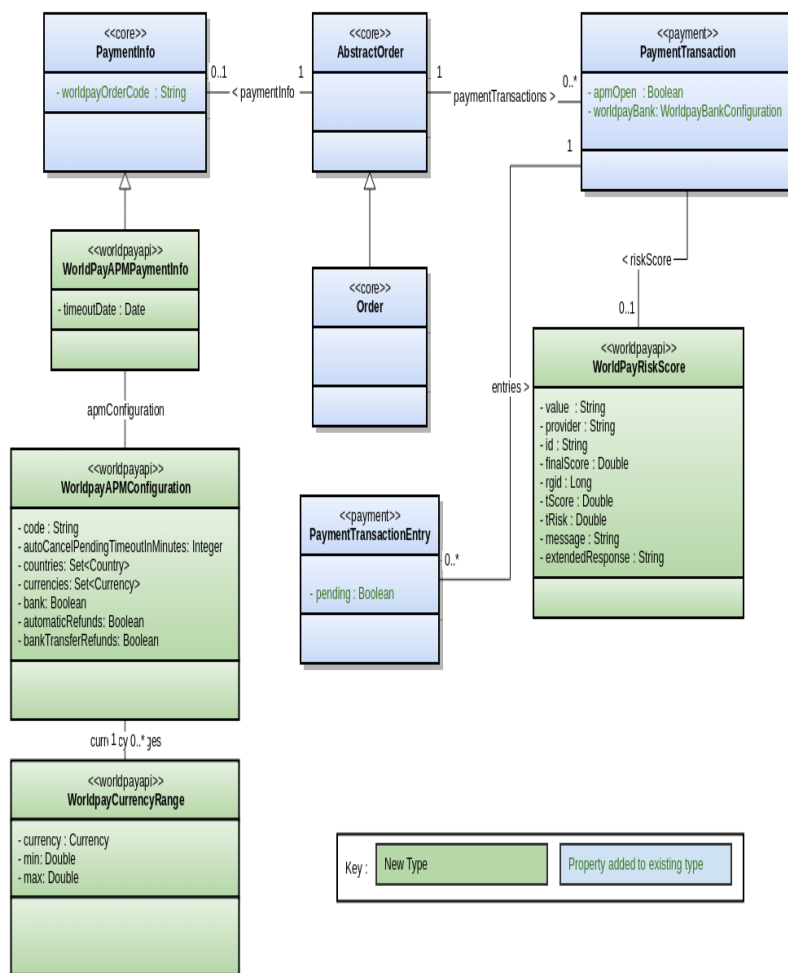 <<core>>
PaymentInfo
- worldpayOrderCode : String
0..1
< paymentInfo
1
<<core>>
AbstractOrder
1
paymentTransactions >
0..*
<<payment>>
PaymentTransaction
- apmOpen : Boolean
- worldpayBank: WorldpayBankConfiguration
1
<<worldpayapi>>
WorldPayAPMPaymentInfo
- timeoutDate : Date
<<core>>
Order
< riskScore
0..1
<<worldpayapi>>
WorldPayRiskScore
- value : String
- provider : String
- id : String
- finalScore : Double
- rgid : Long
- tScore : Double
- tRisk : Double
- message : String
- extendedResponse : String
entries >
apmConfiguration
<<worldpayapi>>
WorldpayAPMConfiguration
- code : String
- autoCancelPendingTimeoutInMinutes: Integer
- countries: Set<Country>
- currencies: Set<Currency>
- bank: Boolean
- automaticRefunds: Boolean
- bankTransferRefunds: Boolean
<<payment>>
PaymentTransactionEntry
- pending : Boolean
0..*
1 0..*
<<worldpayapi>>
WorldpayCurrencyRange
- currency : Currency
- min: Double
- max: Double
Key :
New Type
Property added to existing type